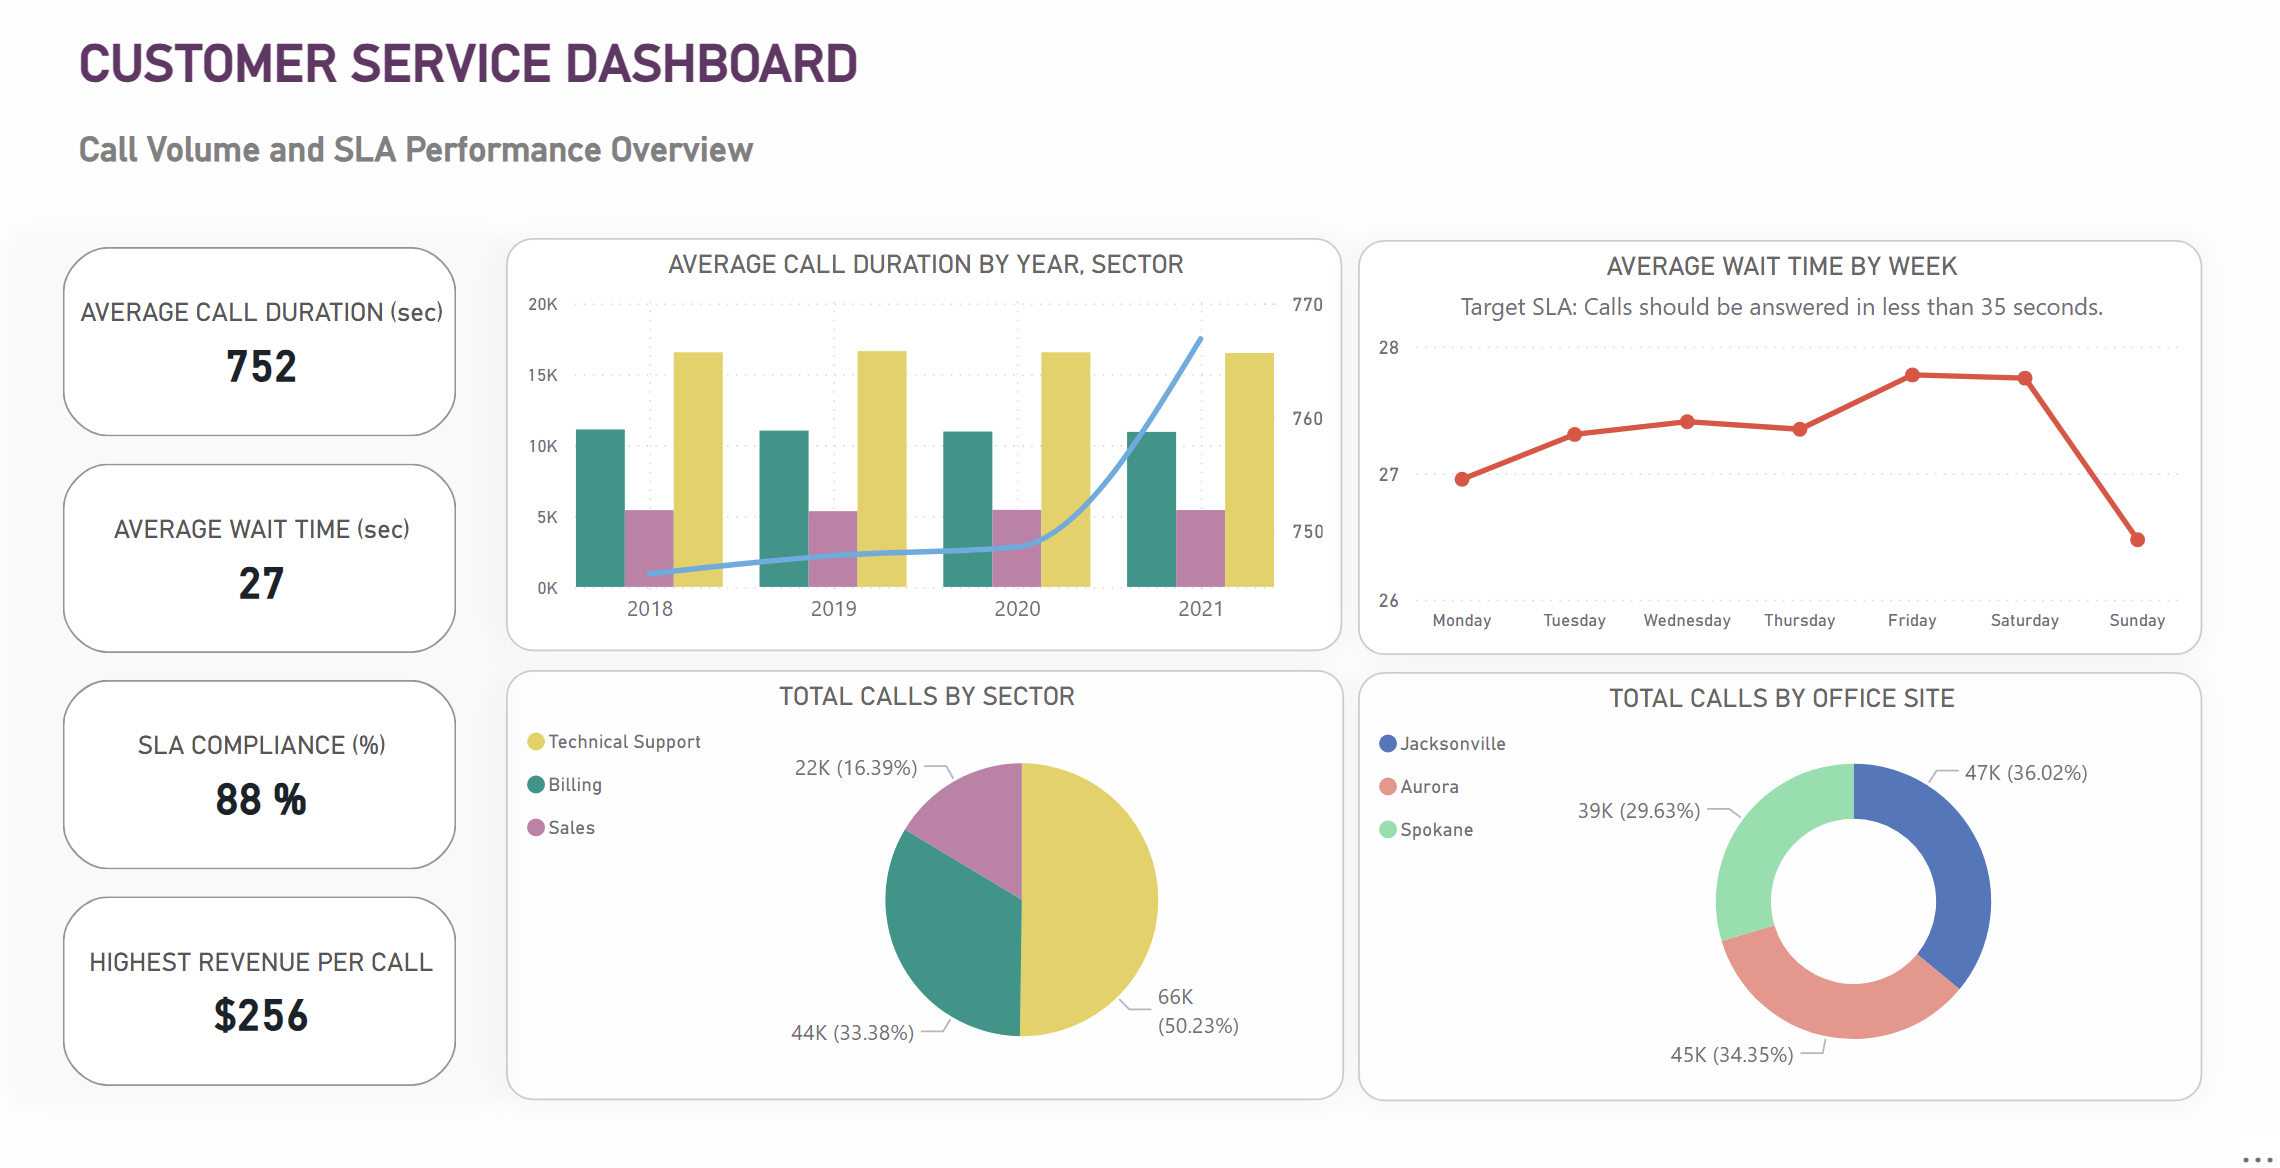 CUSTOMER SERVICE DASHBOARD
Call Volume and SLA Performance Overview
AVERAGE CALL DURATION (sec)
752
AVERAGE WAIT TIME (sec)
27
SLA COMPLIANCE (%)
88 %
HIGHEST REVENUE PER CALL
$256
AVERAGE CALL DURATION BY YEAR, SECTOR
20K
15K
10K
5K
0K
770
760
750
2018 2019 2020 2021
AVERAGE WAIT TIME BY WEEK
Target SLA: Calls should be answered in less than 35 seconds.
28
27
26
Monday Tuesday Wednesday Thursday Friday Saturday Sunday
TOTAL CALLS BY SECTOR
Technical Support
Billing
Sales
22K (16.39%)
44K (33.38%)
66K
(50.23%)
TOTAL CALLS BY OFFICE SITE
Jacksonville
Aurora
Spokane
47K (36.02%)
39K (29.63%)
45K (34.35%)